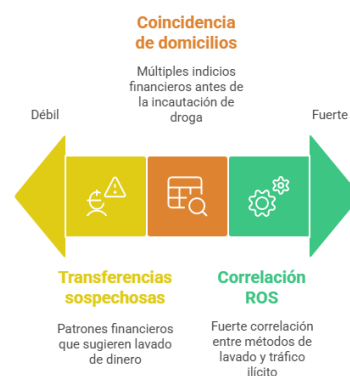 Coincidencia
de domicilios
Múltiples indicios
financieros antes de
la incautación de
droga
Débil
Fuerte
Transferencias
sospechosas
Patrones financieros
que sugieren lavado
de dinero
Correlación
ROS
Fuerte correlación
entre métodos de
lavado y tráfico
ilícito